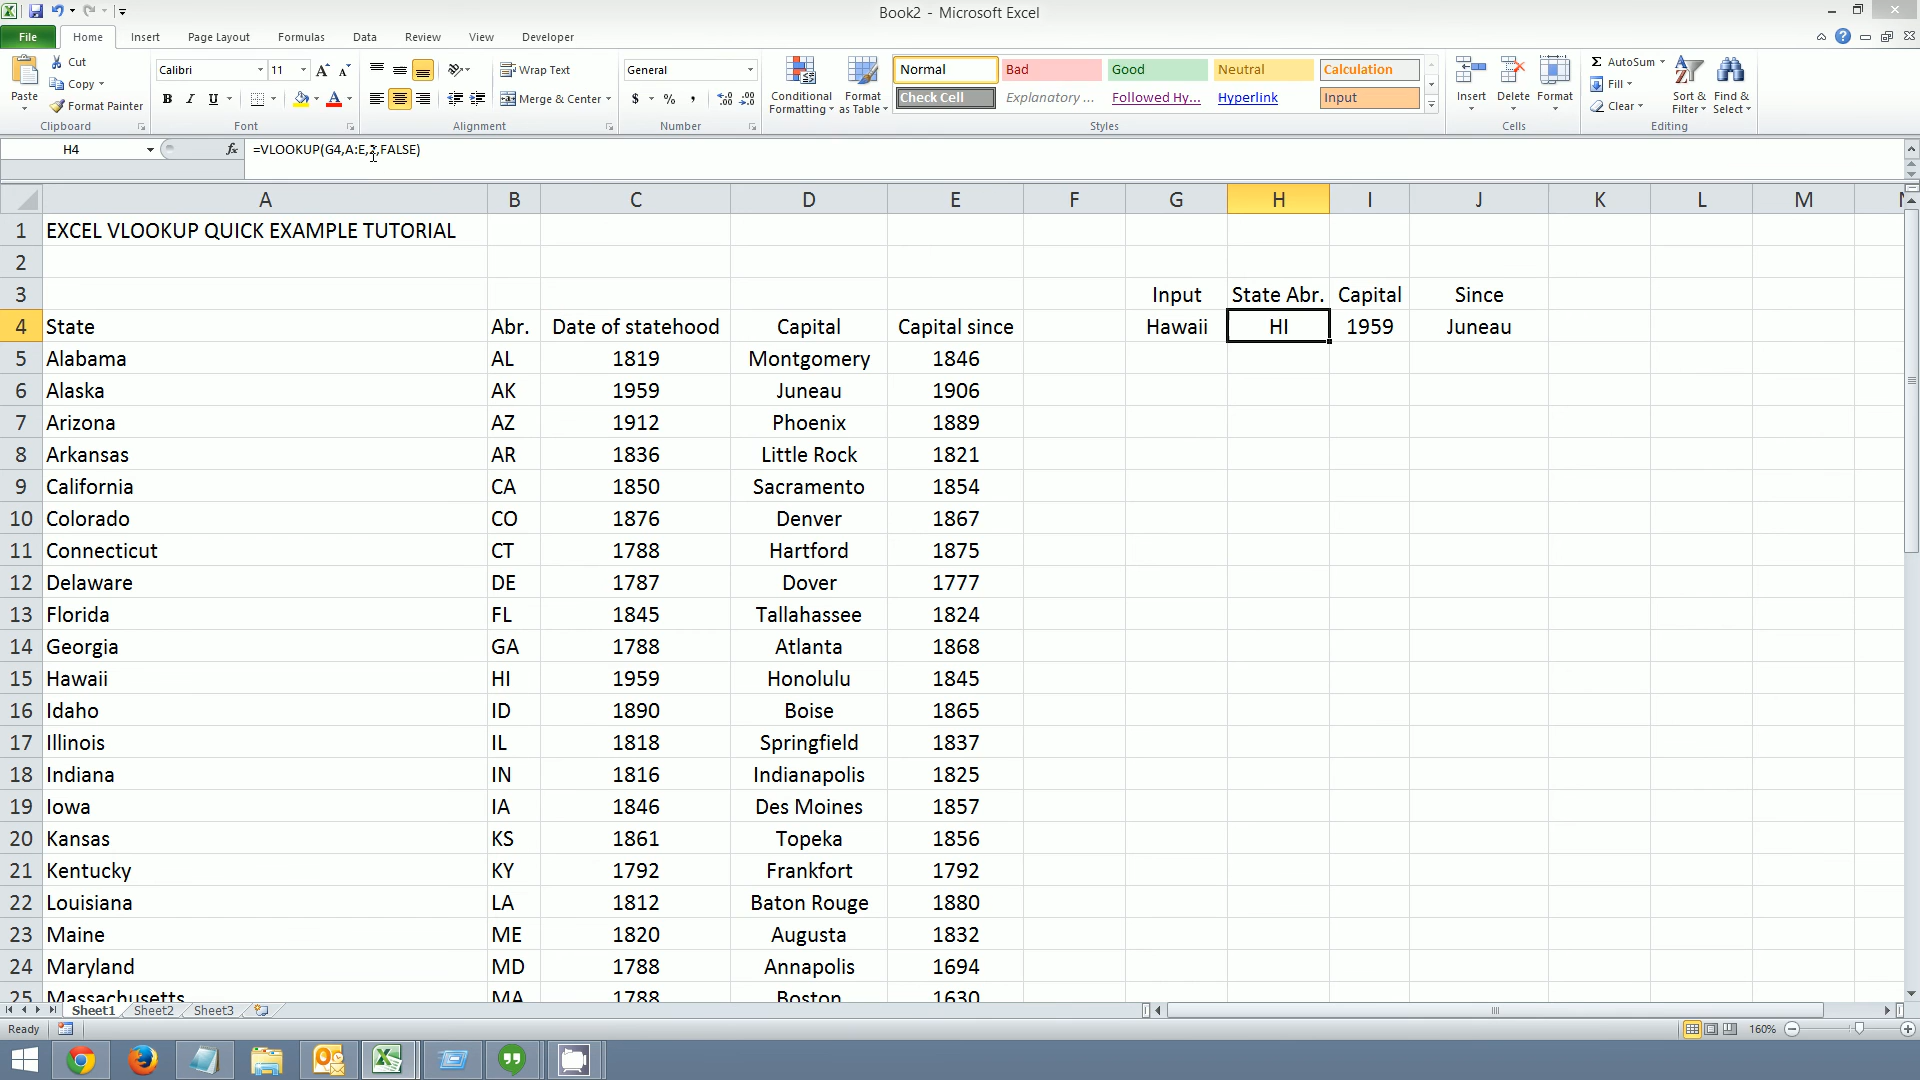 Book2 - Microsoft Excel
File Home Insert Page Layout Formulas Data Review View Developer
Cut
Copy
Format Painter
Paste
Clipboard
Calibri 11
B I U
Font
Wrap Text
Merge & Center
Alignment
General
$ % ,
Number
Conditional Formatting
Format as Table
Normal Bad Good Neutral Calculation
Check Cell Explanatory ... Followed Hy... Hyperlink Input
Styles
Insert Delete Format
Cells
AutoSum
Fill
Clear
Sort & Filter
Find & Select
Editing
H4 fx =VLOOKUP(G4,A:E,2,FALSE)
A B C D E F G H I J K L M
1 EXCEL VLOOKUP QUICK EXAMPLE TUTORIAL
2
3 Input State Abr. Capital Since
4 State Abr. Date of statehood Capital Capital since Hawaii HI 1959 Juneau
5 Alabama AL 1819 Montgomery 1846
6 Alaska AK 1959 Juneau 1906
7 Arizona AZ 1912 Phoenix 1889
8 Arkansas AR 1836 Little Rock 1821
9 California CA 1850 Sacramento 1854
10 Colorado CO 1876 Denver 1867
11 Connecticut CT 1788 Hartford 1875
12 Delaware DE 1787 Dover 1777
13 Florida FL 1845 Tallahassee 1824
14 Georgia GA 1788 Atlanta 1868
15 Hawaii HI 1959 Honolulu 1845
16 Idaho ID 1890 Boise 1865
17 Illinois IL 1818 Springfield 1837
18 Indiana IN 1816 Indianapolis 1825
19 Iowa IA 1846 Des Moines 1857
20 Kansas KS 1861 Topeka 1856
21 Kentucky KY 1792 Frankfort 1792
22 Louisiana LA 1812 Baton Rouge 1880
23 Maine ME 1820 Augusta 1832
24 Maryland MD 1788 Annapolis 1694
25 Massachusetts MA 1788 Boston 1630
Sheet1 Sheet2 Sheet3
Ready 160%